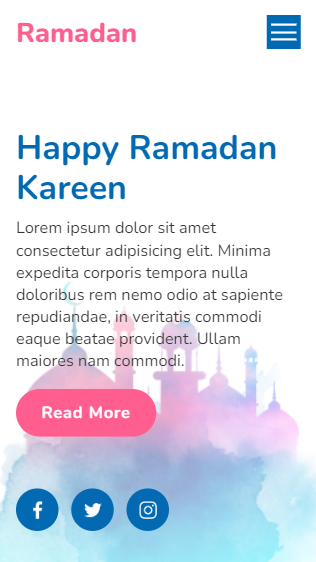 Ramadan
Happy Ramadan
Kareen
Lorem ipsum dolor sit amet
consectetur adipisicing elit. Minima
expedita corporis tempora nulla
doloribus rem nemo odio at sapiente
repudiandae, in veritatis commodi
eaque beatae provident. Ullam
maiores nam commodi.
Read More